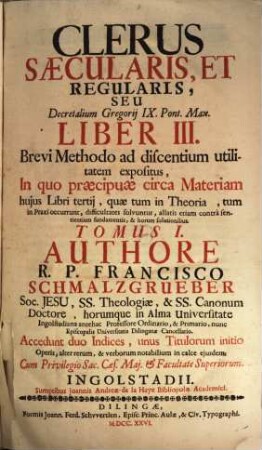 CLERUS
SÆCULARIS, ET
REGULARIS,
SEU
Decretalium Gregorij IX. Pont. Max.
LIBER III.
Brevi Methodo ad discentium utili-
tatem expositus,
In quo præcipuæ circa Materiam
hujus Libri tertij, quæ tum in Theoria, tum
in Praxi occurrunt, difficultates solvuntur, allatis etiam contra sen-
tentiam fundamentis, & horum solutionibus.
TOMUS I.
AUTHORE
R. P. FRANCISCO
SCHMALZGRUEBER
Soc. JESU, SS. Theologiæ, & SS. Canonum
Doctore, horumque in Alma Universitate
Ingolstadiensi Professore Ordinario, & Primario, nunc
Episcopalis Universitatis Dilinganæ Cancellario.
Accedunt duo Indices, unus Titulorum initio
Operis, alter rerum, & verborum notabilium in calce ejusdem.
Cum Privilegio Sac. Cæs. Maj. & Facultate Superiorum.
INGOLSTADII.
Sumptibus Joannis Andreæ de la Haye Bibliopolæ Academici.
DILINGÆ,
Formis Joann. Ferd. Schvvertlen, Episc. Princ. Aulæ, & Civ. Typographi.
M.DCC. XXVI.